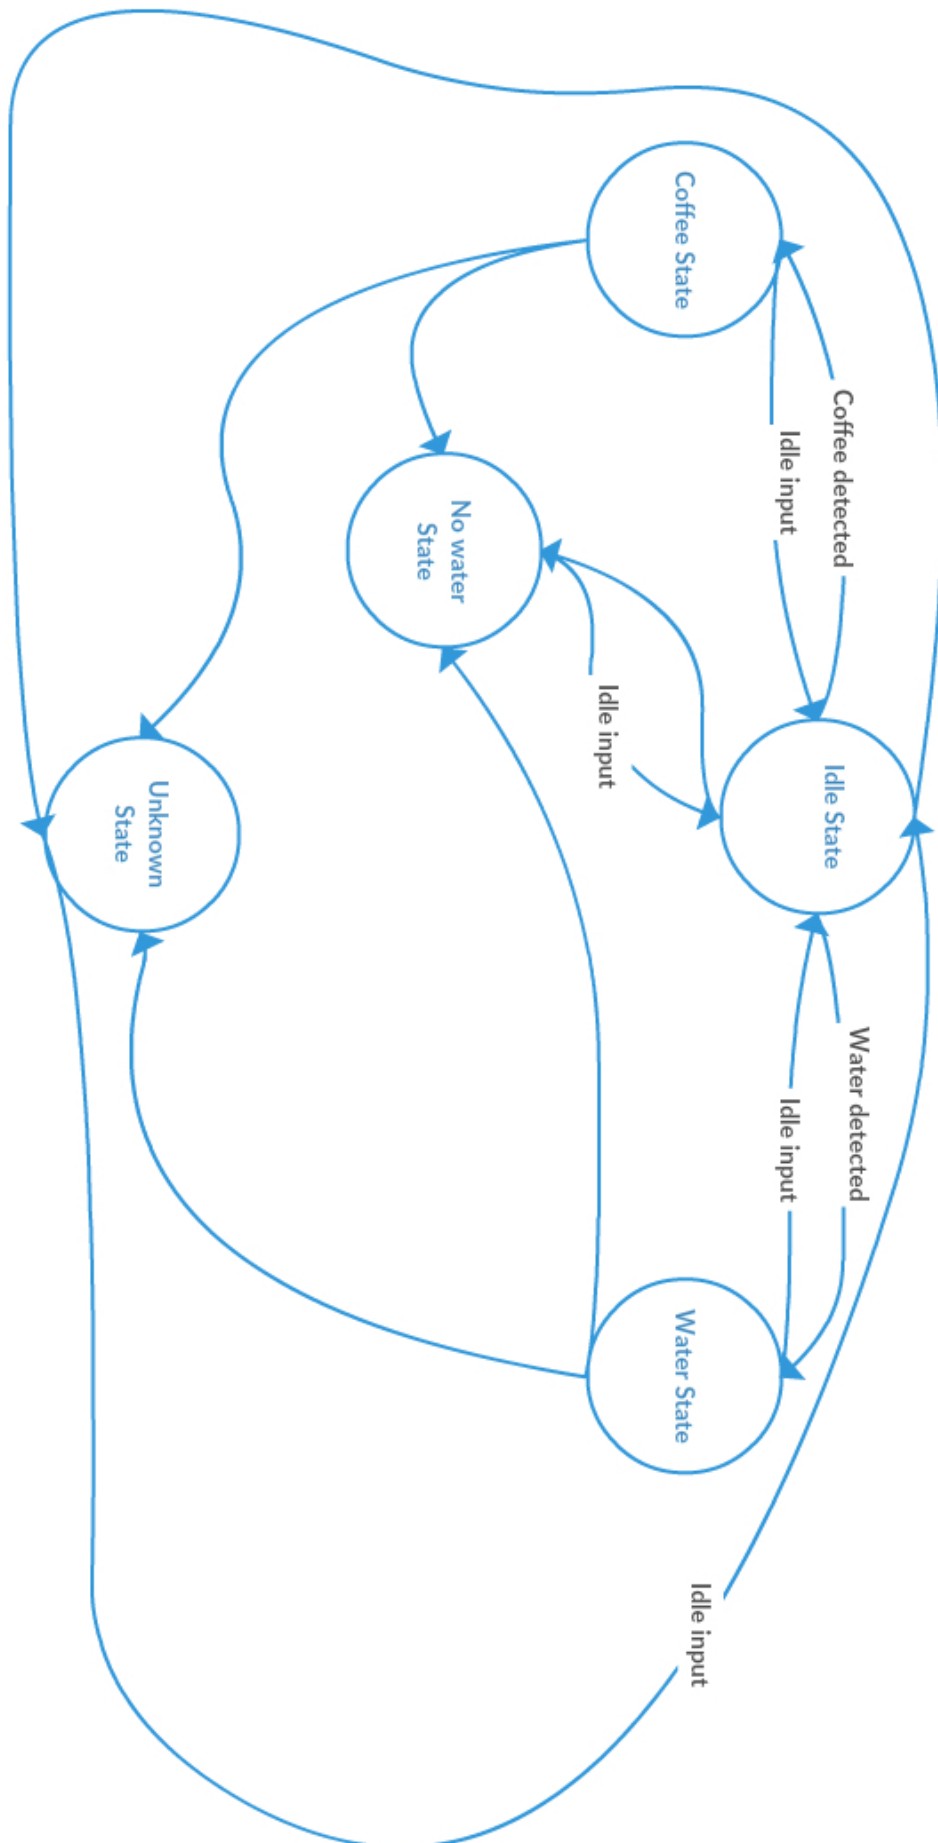 Idle State
Coffee detected
Idle input
Water detected
Idle input
Coffee State
Water State
Idle input
Idle input
No water
State
Unknown
State